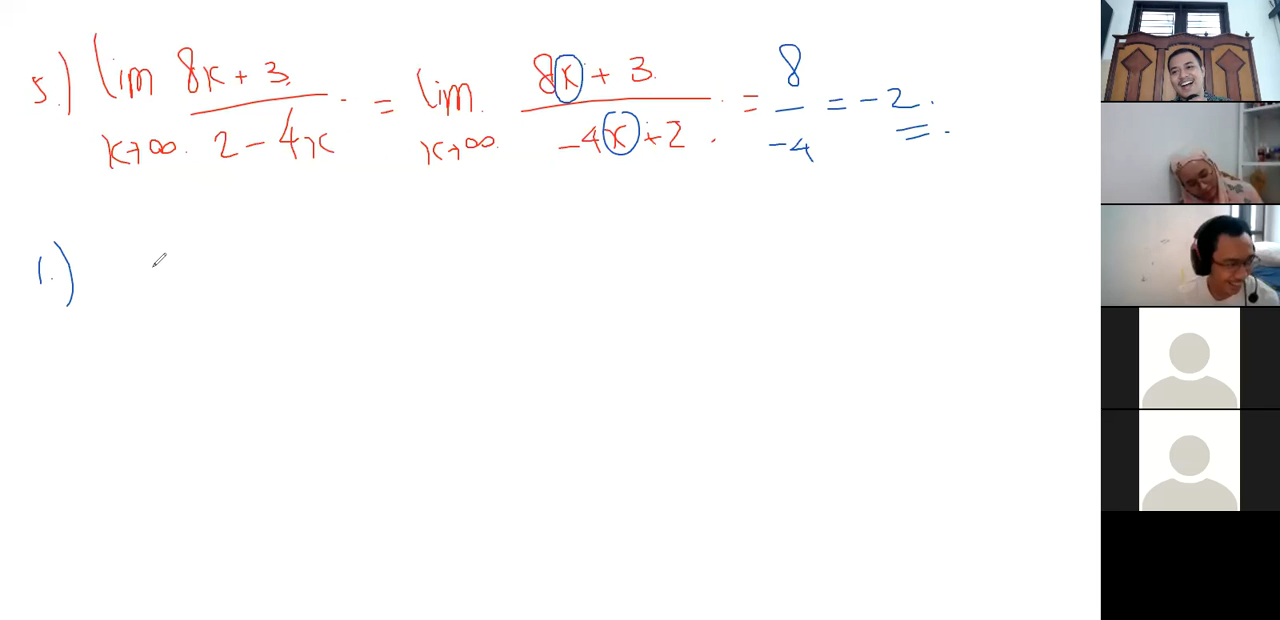 5.) lim x→∞ (8x + 3)/(2 - 4x) = lim x→∞ (8x + 3)/(-4x + 2) = 8/-4 = -2.
1.)